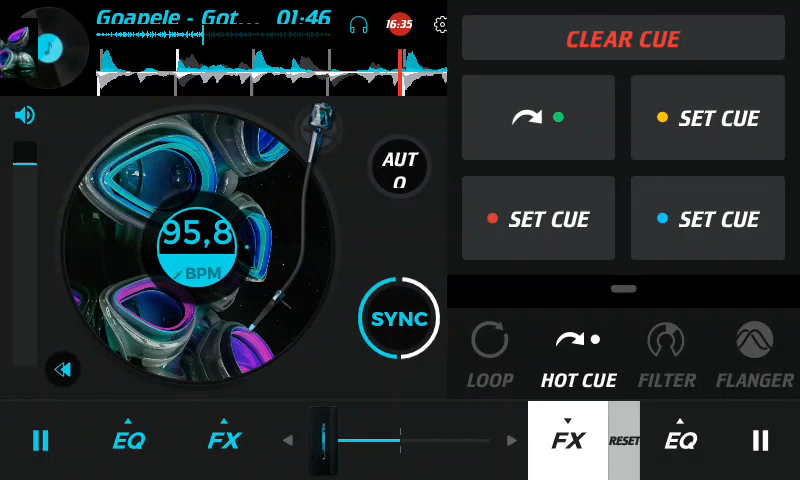 Goapele - Got... 01:46
16:35
CLEAR CUE
SET CUE
SET CUE
SET CUE
AUT
O
95,8
BPM
SYNC
LOOP
HOT CUE
FILTER
FLANGER
EQ
FX
FX
RESET
EQ